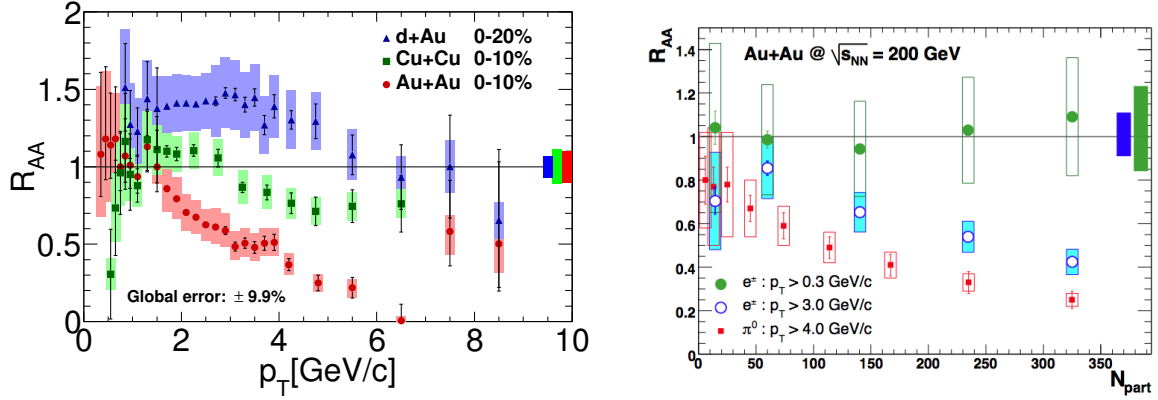 2
1.5
1
0.5
0
R_AA
d+Au 0-20%
Cu+Cu 0-10%
Au+Au 0-10%
Global error: ± 9.9%
0 2 4 6 8 10
p_T[GeV/c]
R_AA
1.4
1.2
1
0.8
0.6
0.4
0.2
0
Au+Au @ √s_NN = 200 GeV
e± : p_T > 0.3 GeV/c
e± : p_T > 3.0 GeV/c
π⁰ : p_T > 4.0 GeV/c
0 50 100 150 200 250 300 350
N_part